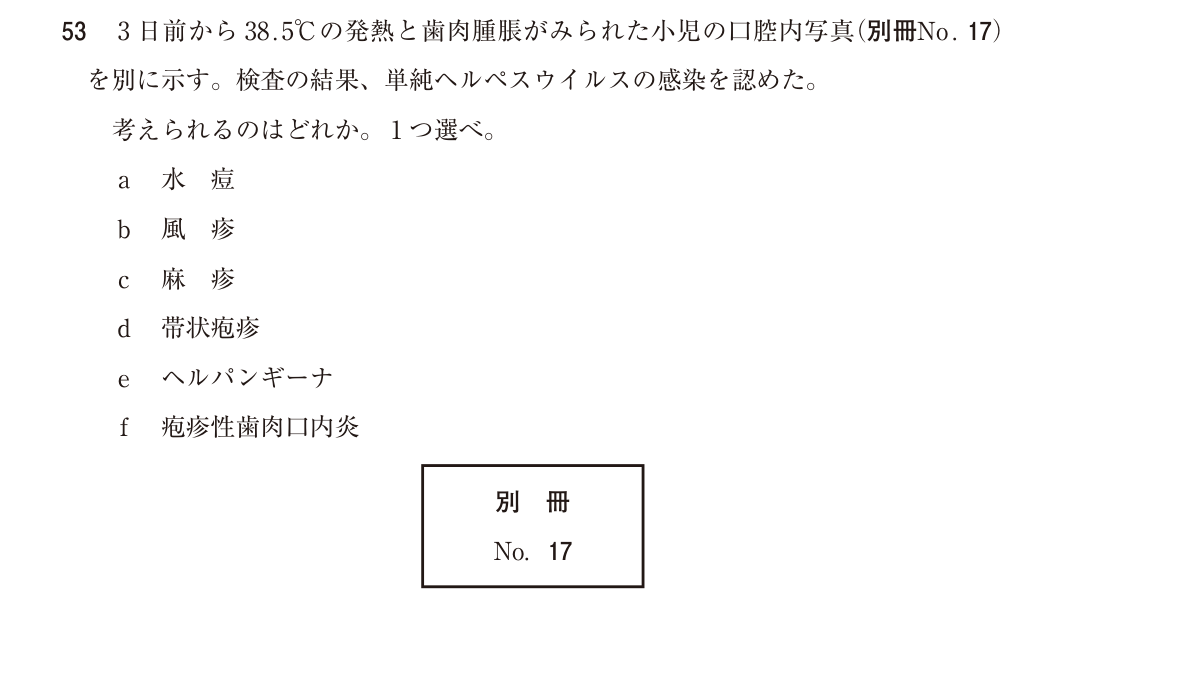 53　3日前から38.5℃の発熱と歯肉腫脹がみられた小児の口腔内写真(別冊No. 17)
を別に示す。検査の結果、単純ヘルペスウイルスの感染を認めた。
考えられるのはどれか。1つ選べ。
a　水　痘
b　風　疹
c　麻　疹
d　帯状疱疹
e　ヘルパンギーナ
f　疱疹性歯肉口内炎
別　冊
No. 17